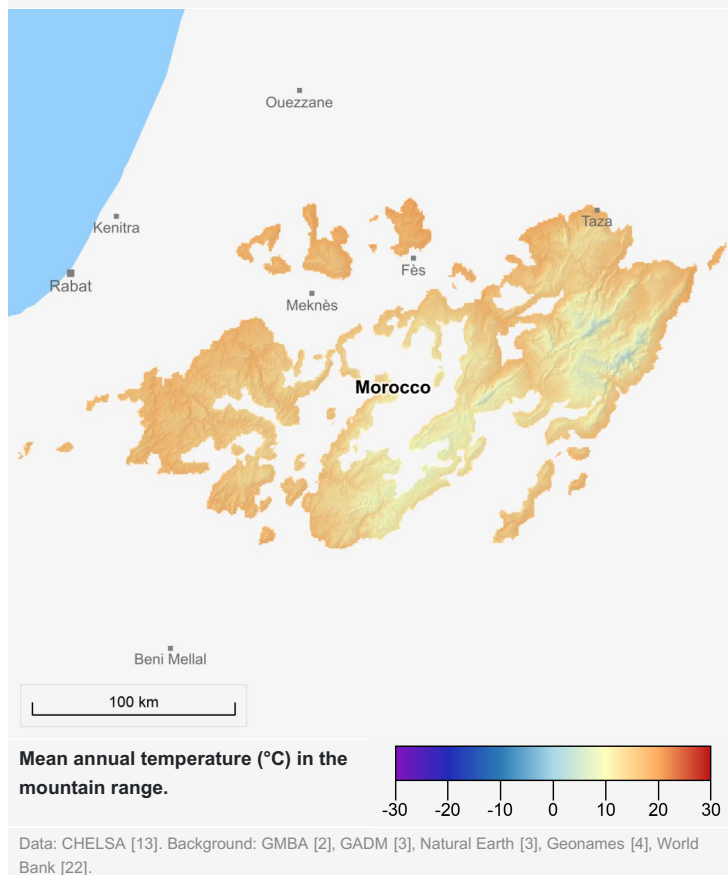 Ouezzane
Taza
Kenitra
Fès
Rabat
Meknès
Morocco
Beni Mellal
100 km
Mean annual temperature (°C) in the
mountain range.
-30 -20 -10 0 10 20 30
Data: CHELSA [13]. Background: GMBA [2], GADM [3], Natural Earth [3], Geonames [4], World
Bank [22].